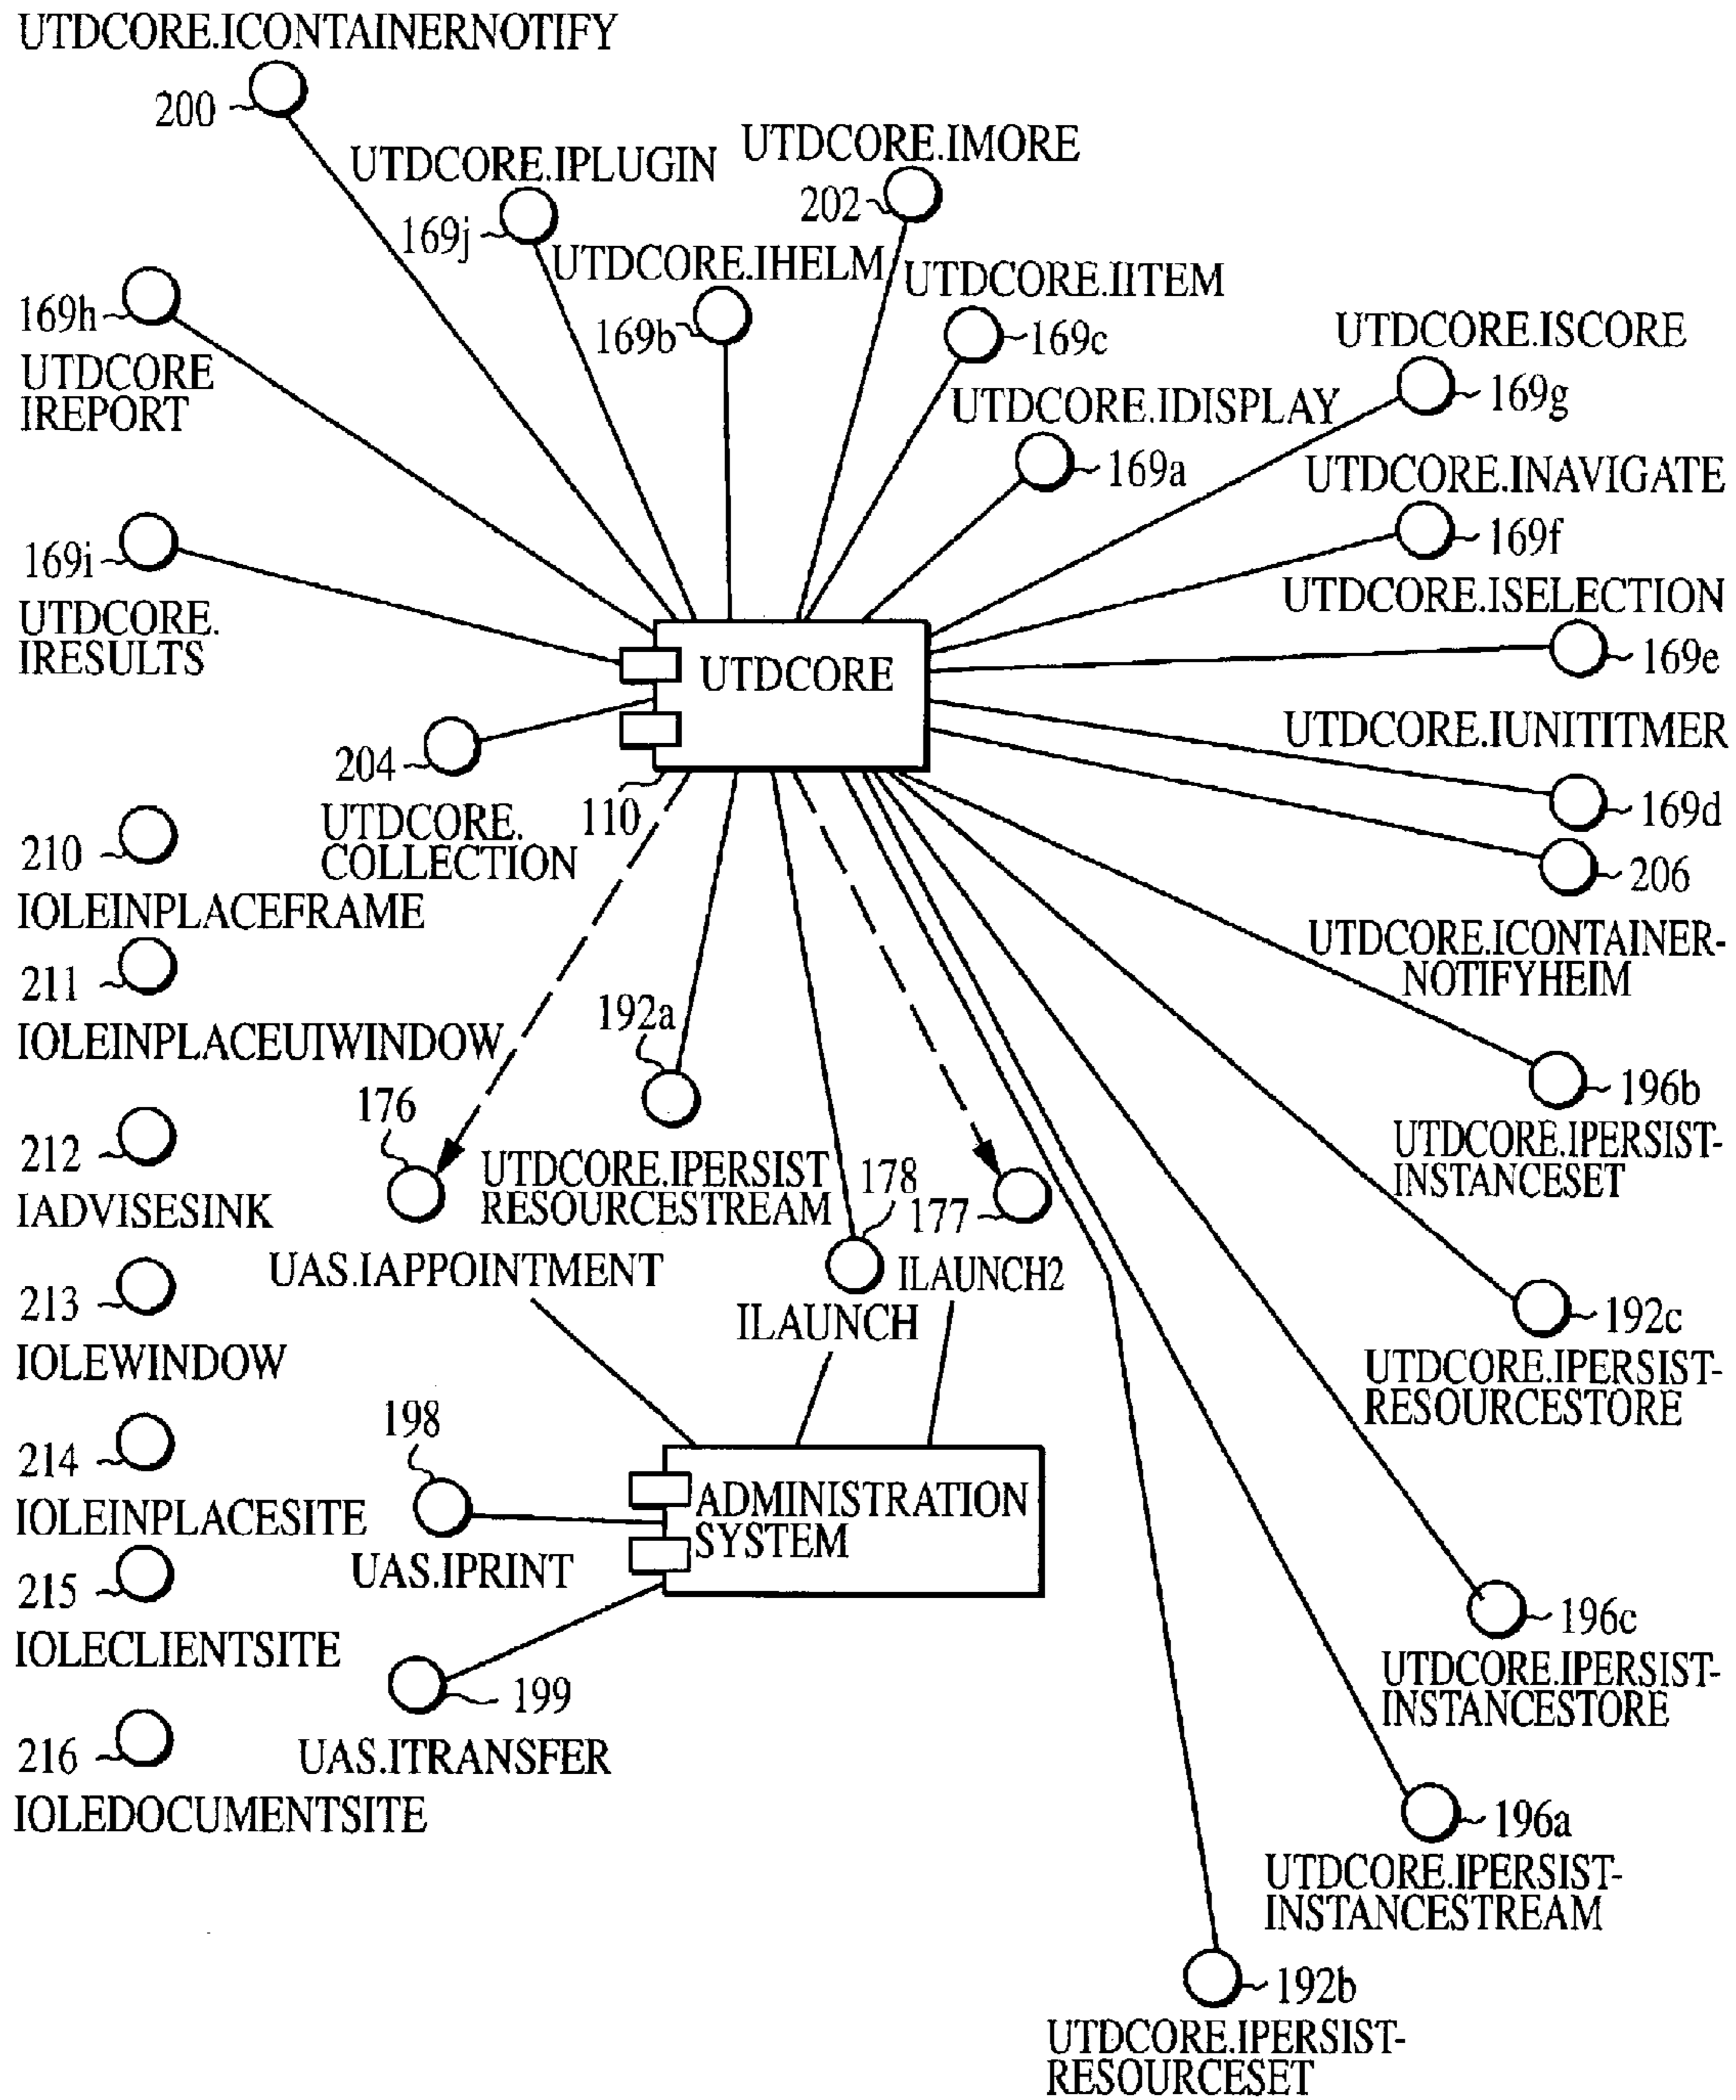 UTDCORE.ICONTAINERNOTIFY
200
UTDCORE.IPLUGIN
169j
UTDCORE.IMORE
202
UTDCORE.IHELM
169b
UTDCORE.IITEM
169c
169h
UTDCORE
IREPORT
UTDCORE.ISCORE
169g
UTDCORE.IDISPLAY
169a
UTDCORE.INAVIGATE
169f
169i
UTDCORE.
IRESULTS
UTDCORE.ISELECTION
169e
UTDCORE
204
UTDCORE.
COLLECTION
110
UTDCORE.IUNITITMER
169d
206
UTDCORE.ICONTAINER-
NOTIFYHEIM
210
IOLEINPLACEFRAME
211
IOLEINPLACEUIWINDOW
192a
UTDCORE.IPERSIST
RESOURCESTREAM
196b
UTDCORE.IPERSIST-
INSTANCESET
176
UAS.IAPPOINTMENT
212
IADVISESINK
178
ILAUNCH
177
ILAUNCH2
213
IOLEWINDOW
192c
UTDCORE.IPERSIST-
RESOURCESTORE
198
UAS.IPRINT
ADMINISTRATION
SYSTEM
214
IOLEINPLACESITE
215
IOLECLIENTSITE
199
UAS.ITRANSFER
196c
UTDCORE.IPERSIST-
INSTANCESTORE
216
IOLEDOCUMENTSITE
196a
UTDCORE.IPERSIST-
INSTANCESTREAM
192b
UTDCORE.IPERSIST-
RESOURCESET